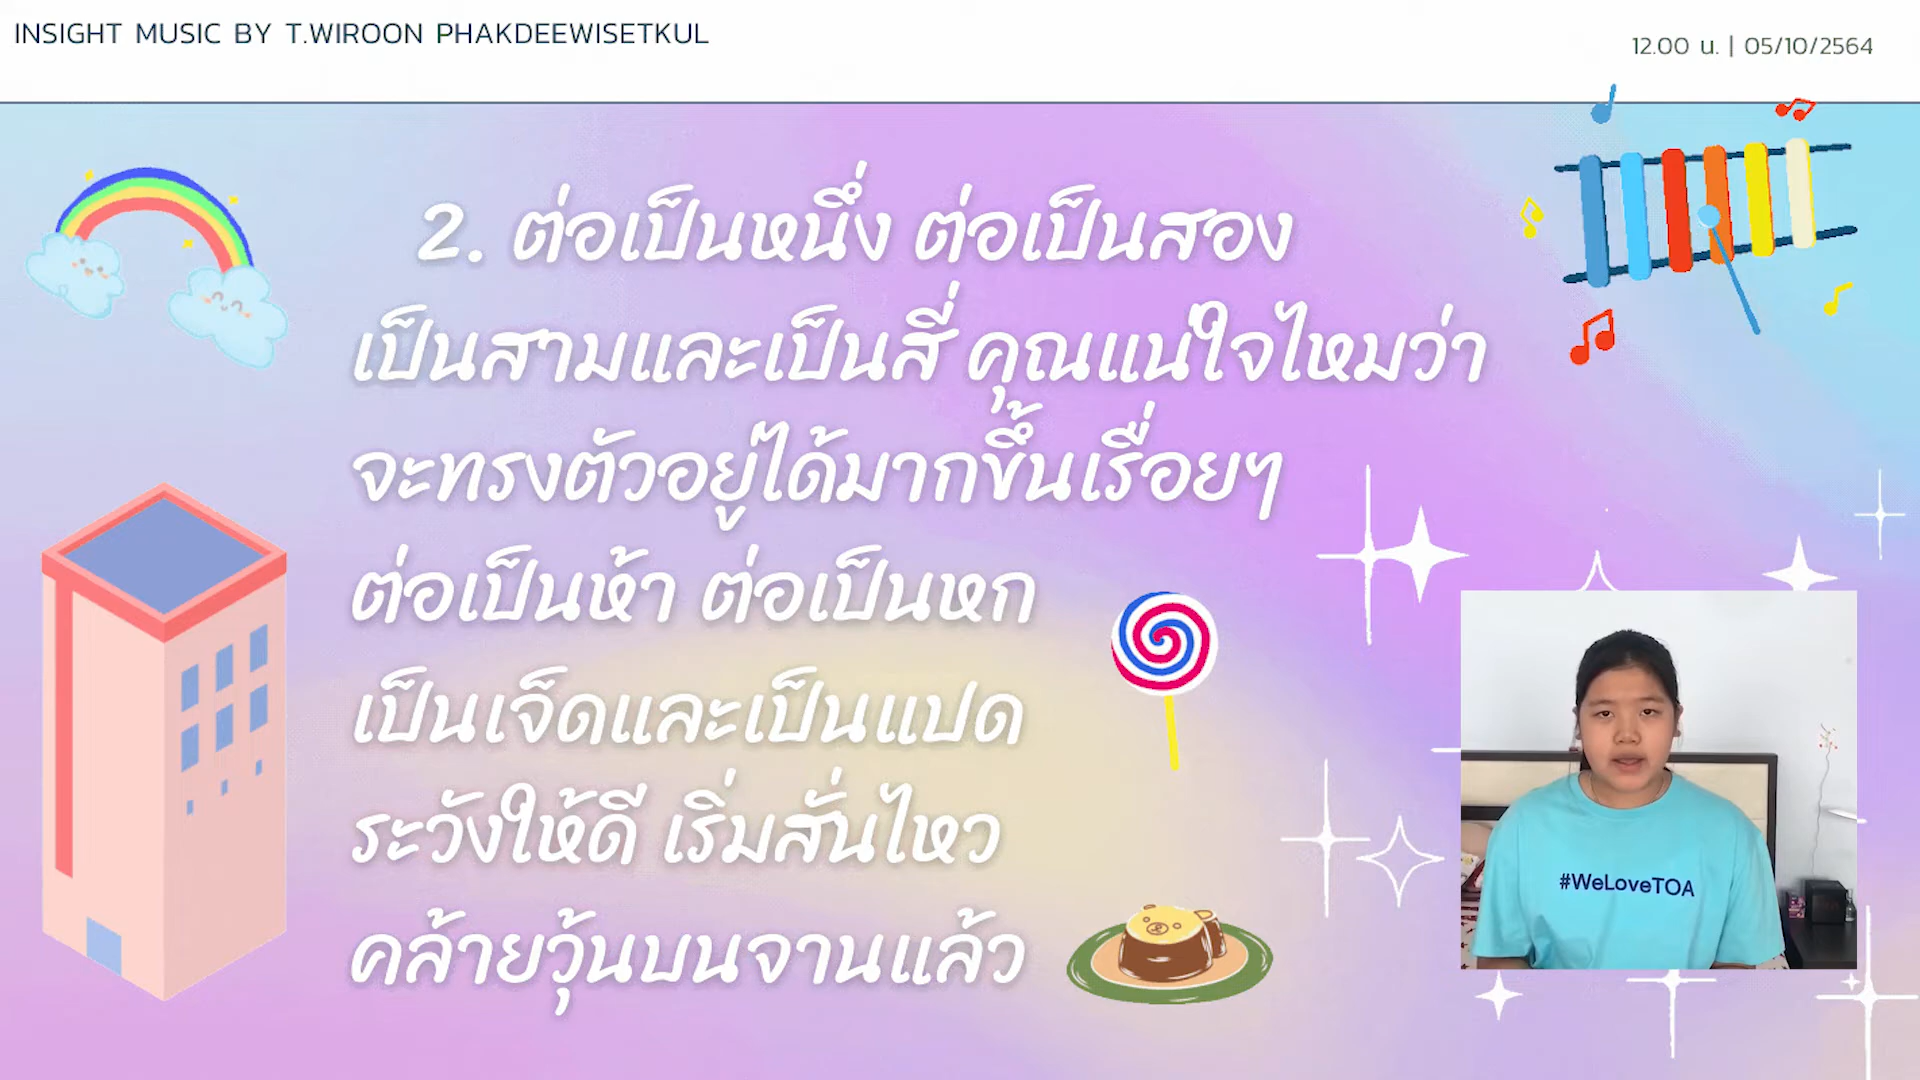 INSIGHT MUSIC BY T.WIROON PHAKDEEWISETKUL
12.00 น. | 05/10/2564
2. ต่อเป็นหนึ่ง ต่อเป็นสอง
เป็นสามและเป็นสี่ คุณแน่ใจไหมว่า
จะทรงตัวอยู่ได้มากขึ้นเรื่อยๆ
ต่อเป็นห้า ต่อเป็นหก
เป็นเจ็ดและเป็นแปด
ระวังให้ดี เริ่มสั่นไหว
คล้ายวุ้นบนจานแล้ว
#WeLoveTOA